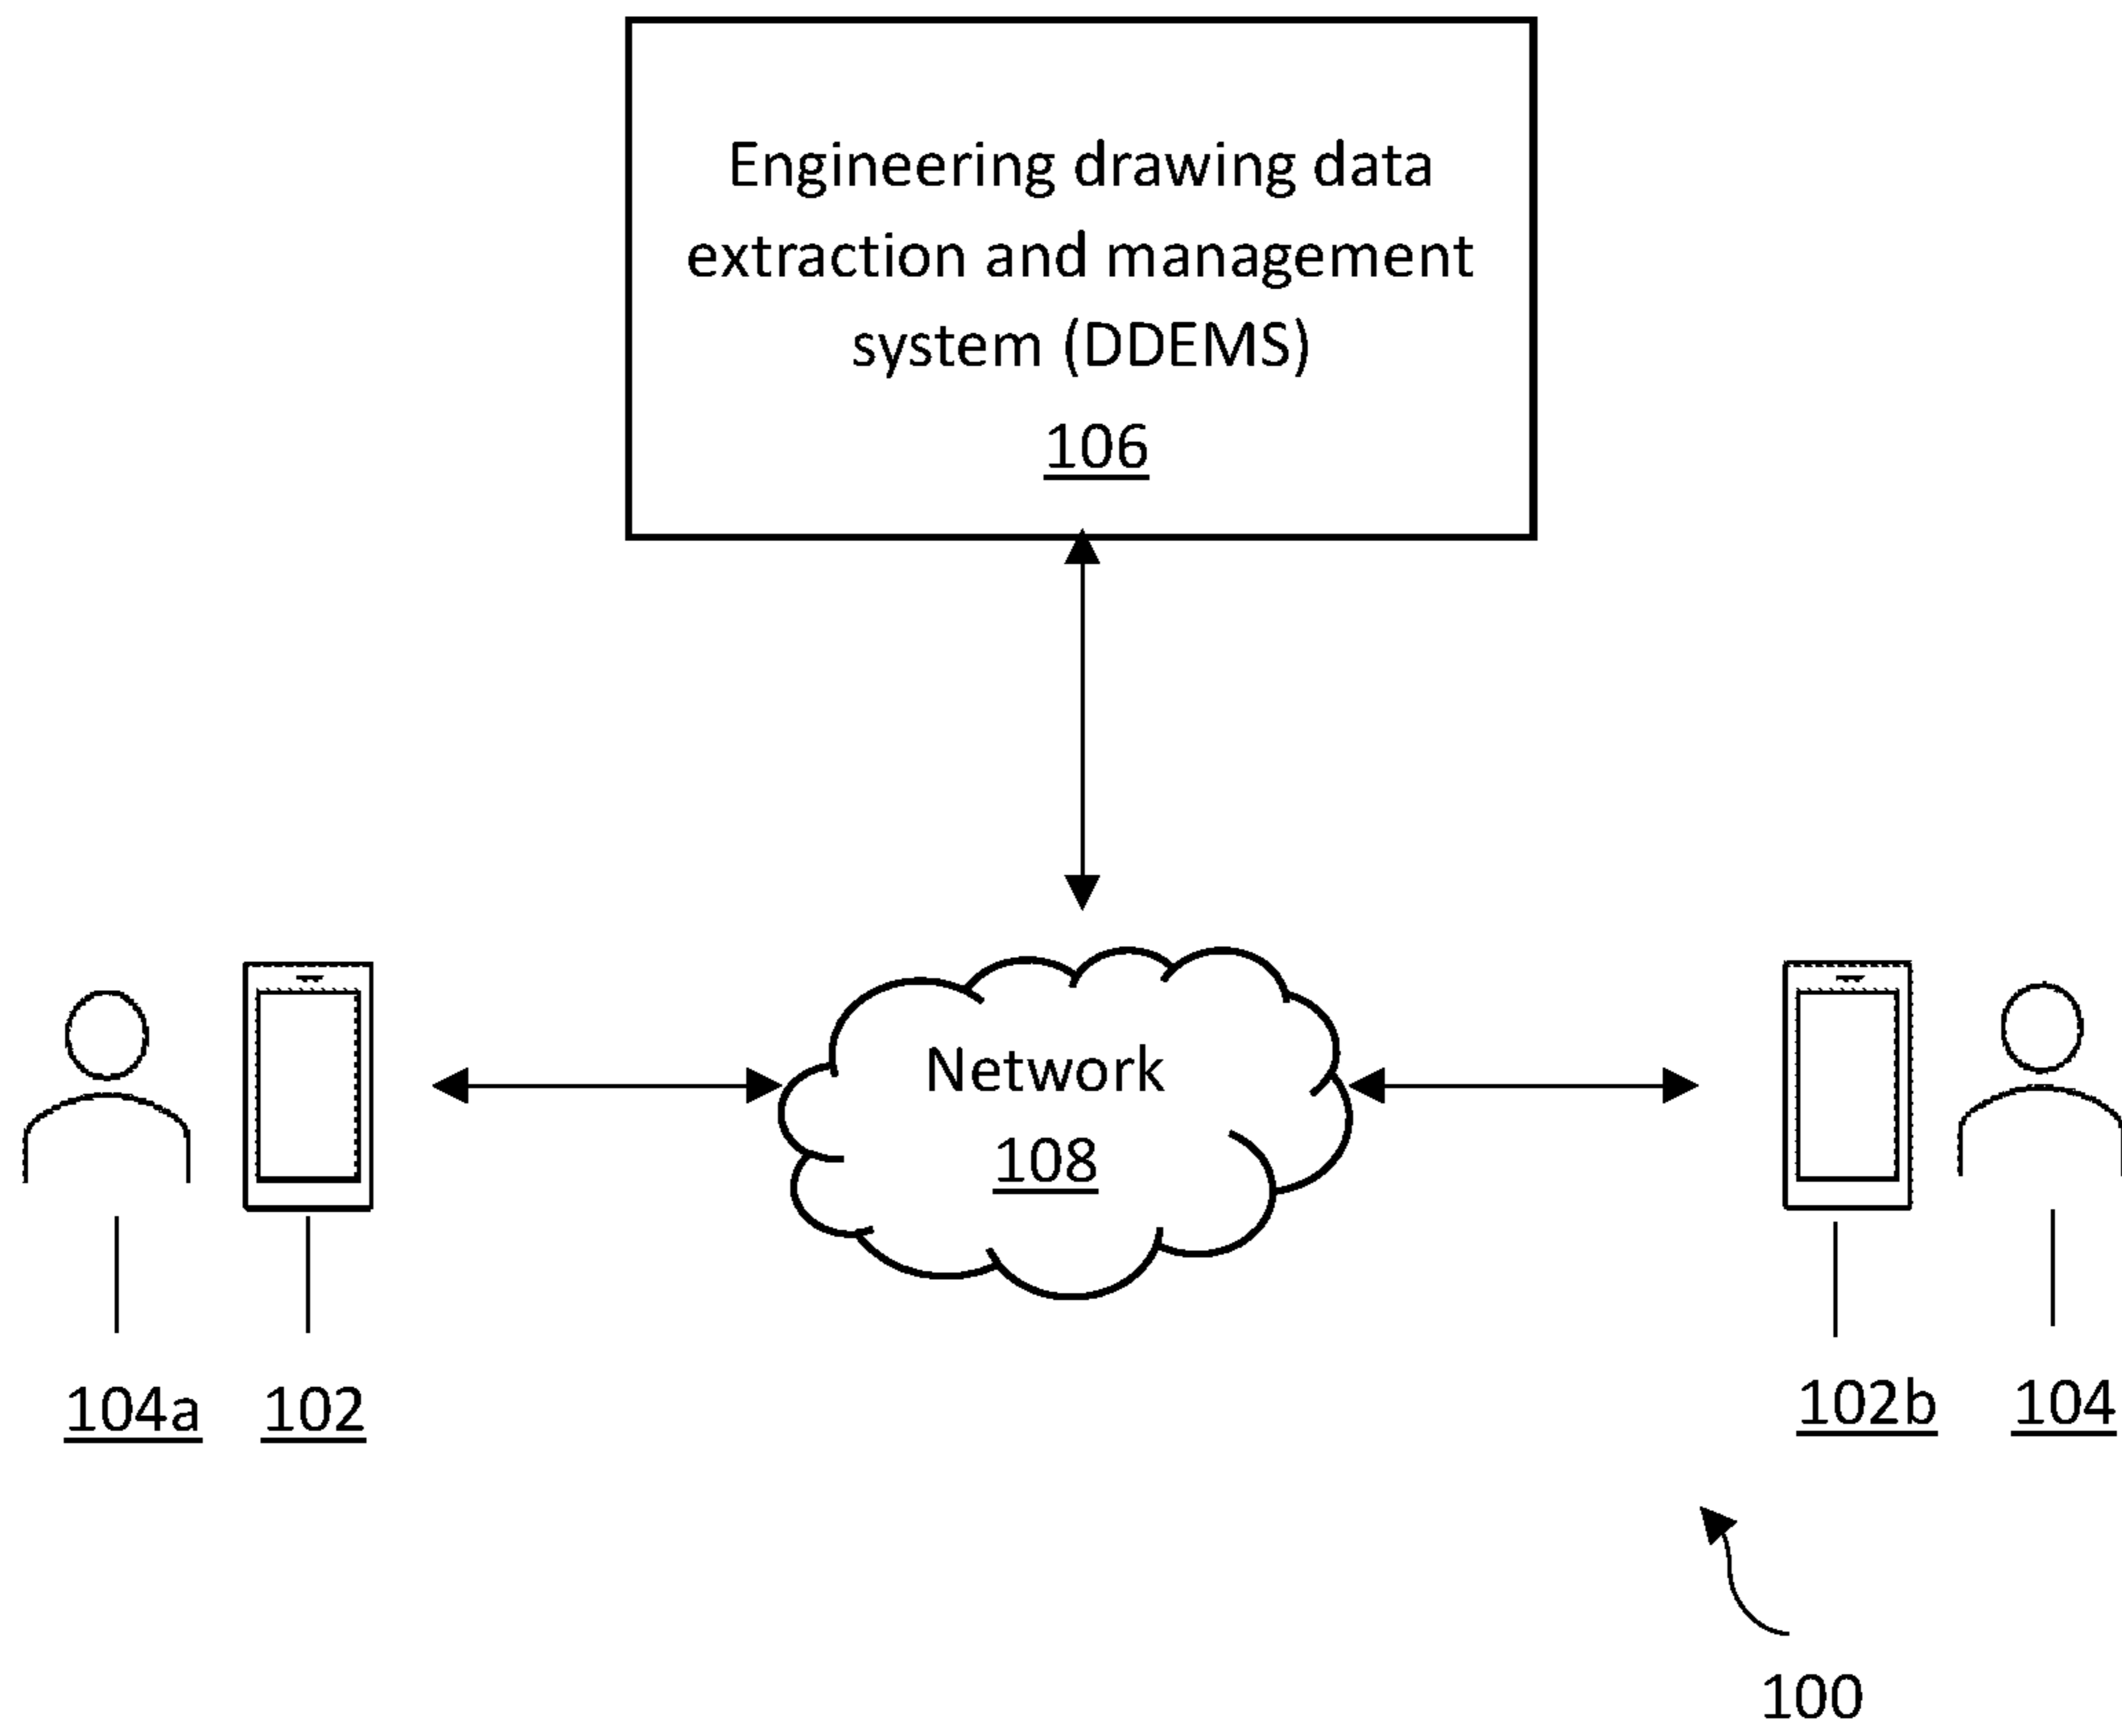 Engineering drawing data
extraction and management
system (DDEMS)
106
Network
108
104a 102 102b 104
100